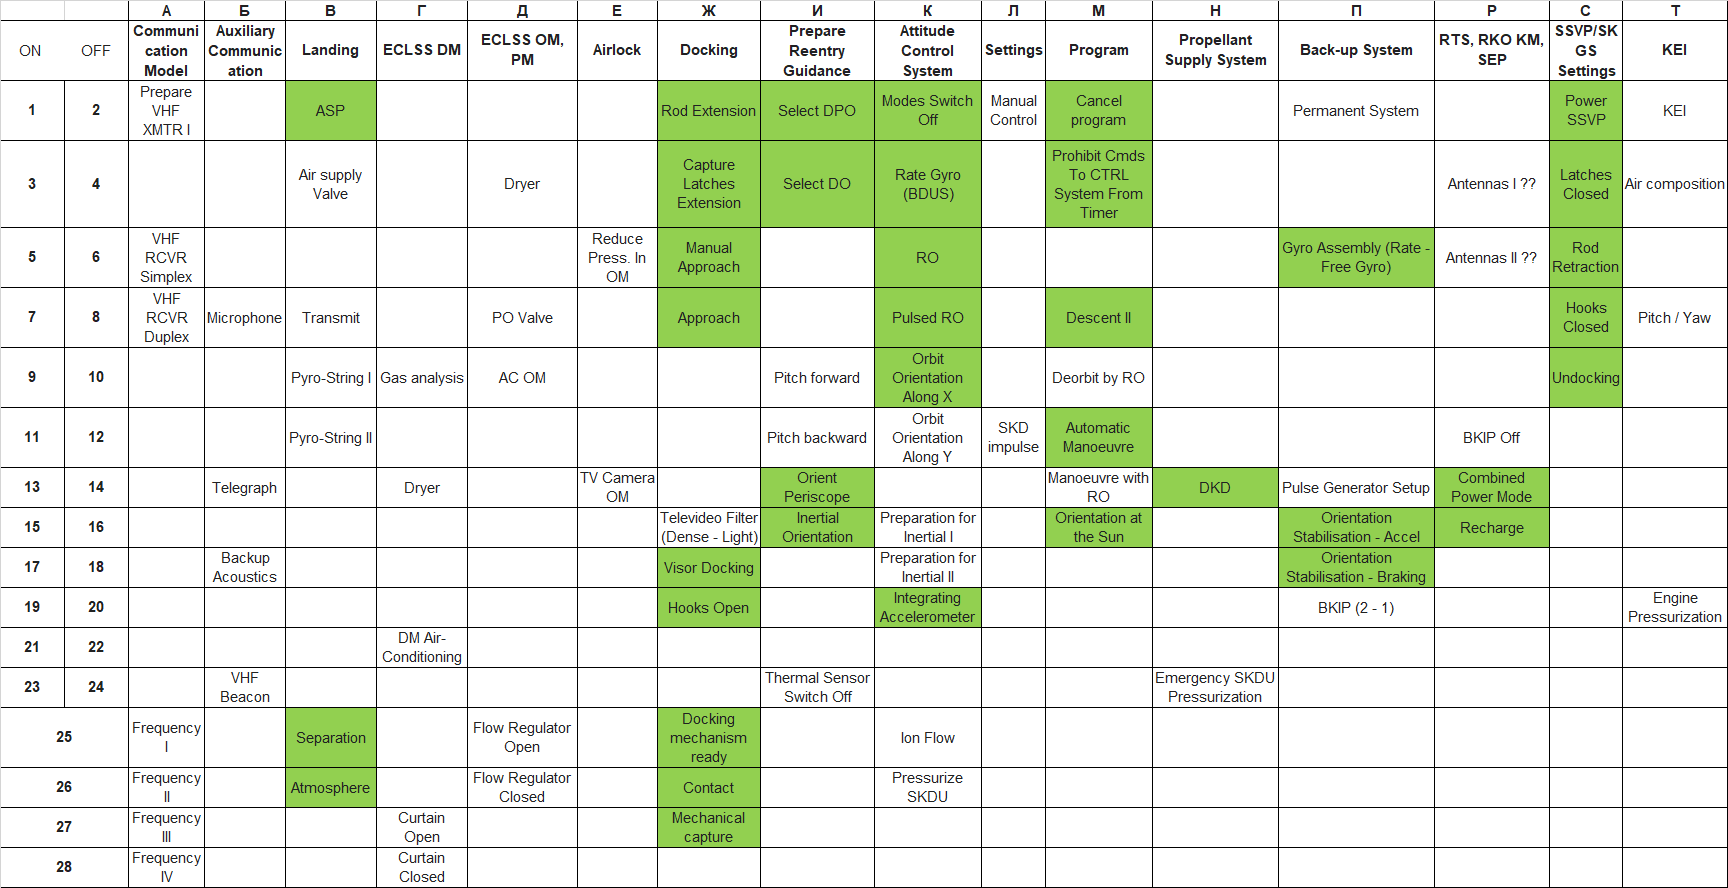 А Б В Г Д Е Ж И К Л М Н П Р С Т
ON OFF Communi cation Model Auxiliary Communic ation Landing ECLSS DM ECLSS OM, PM Airlock Docking Prepare Reentry Guidance Attitude Control System Settings Program Propellant Supply System Back-up System RTS, RKO KM, SEP SSVP/SK GS Settings KEI
1 2 Prepare VHF XMTR I ASP Rod Extension Select DPO Modes Switch Off Manual Control Cancel program Permanent System Power SSVP KEI
3 4 Air supply Valve Dryer Capture Latches Extension Select DO Rate Gyro (BDUS) Prohibit Cmds To CTRL System From Timer Antennas I ?? Latches Closed Air composition
5 6 VHF RCVR Simplex Reduce Press. In OM Manual Approach RO Gyro Assembly (Rate - Free Gyro) Antennas II ?? Rod Retraction
7 8 VHF RCVR Duplex Microphone Transmit PO Valve Approach Pulsed RO Descent II Hooks Closed Pitch / Yaw
9 10 Pyro-String I Gas analysis AC OM Pitch forward Orbit Orientation Along X Deorbit by RO Undocking
11 12 Pyro-String II Pitch backward Orbit Orientation Along Y SKD impulse Automatic Manoeuvre BKIP Off
13 14 Telegraph Dryer TV Camera OM Orient Periscope Manoeuvre with RO DKD Pulse Generator Setup Combined Power Mode
15 16 Televideo Filter (Dense - Light) Inertial Orientation Preparation for Inertial I Orientation at the Sun Orientation Stabilisation - Accel Recharge
17 18 Backup Acoustics Visor Docking Preparation for Inertial II Orientation Stabilisation - Braking
19 20 Hooks Open Integrating Accelerometer BKIP (2 - 1) Engine Pressurization
21 22 DM Air-Conditioning
23 24 VHF Beacon Thermal Sensor Switch Off Emergency SKDU Pressurization
25 Frequency I Separation Flow Regulator Open Docking mechanism ready Ion Flow
26 Frequency II Atmosphere Flow Regulator Closed Contact Pressurize SKDU
27 Frequency III Curtain Open Mechanical capture
28 Frequency IV Curtain Closed